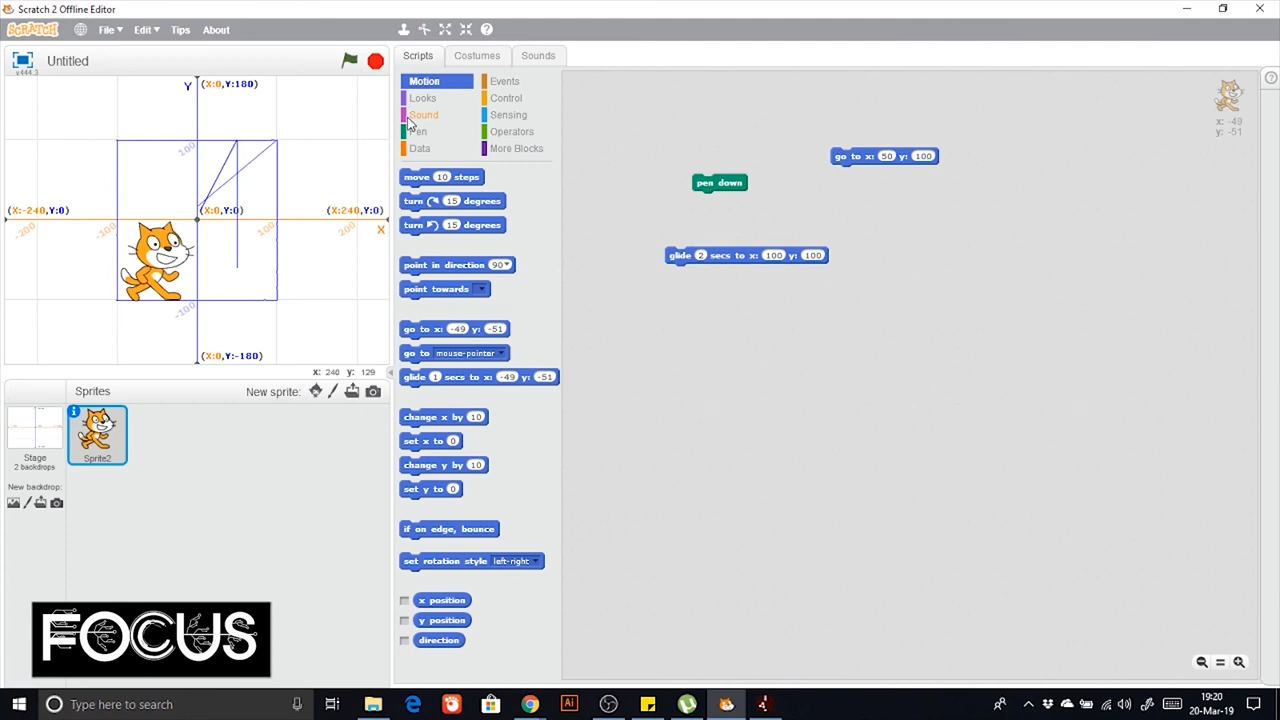 Scratch 2 Offline Editor
SCRATCH File Edit Tips About
Scripts Costumes Sounds
v444.3 Untitled
Motion Events
Looks Control
Sound Sensing
Pen Operators
Data More Blocks
Y (X:0,Y:180)
100
(X:-240,Y:0) (X:0,Y:0) (X:240,Y:0)
-200 -100 100 200 X
-100
(X:0,Y:-180)
x: 240 y: 129
x: -49
y: -51
move 10 steps
turn 15 degrees
turn 15 degrees
point in direction 90
point towards
go to x: -49 y: -51
go to mouse-pointer
glide 1 secs to x: -49 y: -51
change x by 10
set x to 0
change y by 10
set y to 0
if on edge, bounce
set rotation style left-right
x position
y position
direction
go to x: 50 y: 100
pen down
glide 2 secs to x: 100 y: 100
Sprites New sprite:
Stage
2 backdrops
Sprite2
New backdrop:
FOCUS
Type here to search
19:20
20-Mar-19